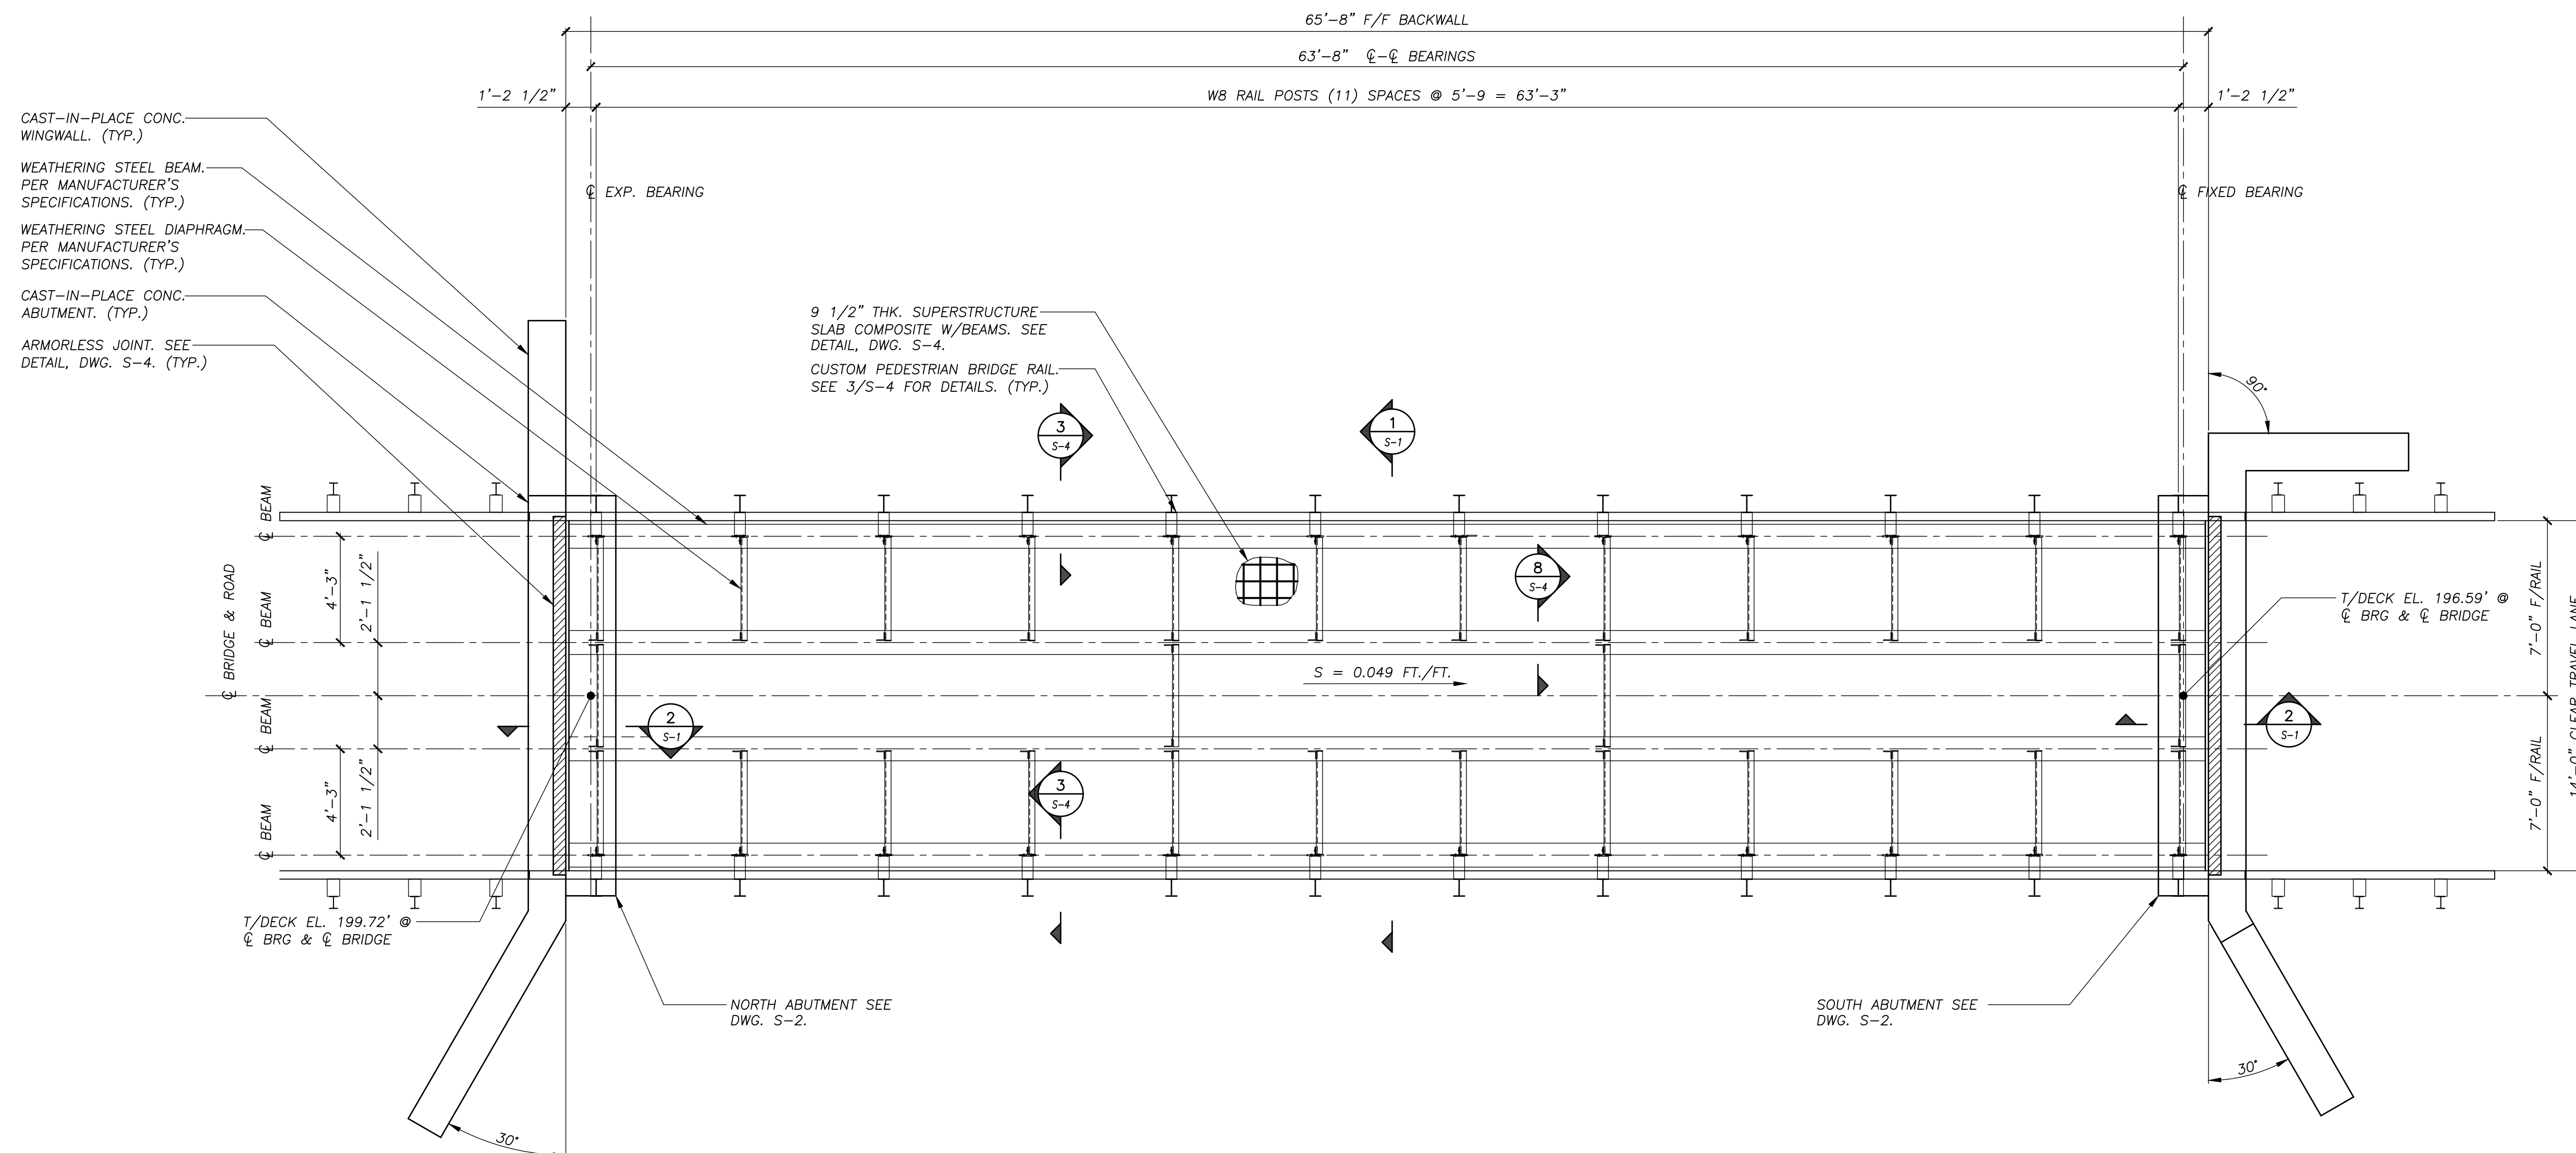 65'-8" F/F BACKWALL
63'-8" ℄-℄ BEARINGS
1'-2 1/2"
W8 RAIL POSTS (11) SPACES @ 5'-9 = 63'-3"
1'-2 1/2"
CAST-IN-PLACE CONC.
WINGWALL. (TYP.)
WEATHERING STEEL BEAM.
PER MANUFACTURER'S
SPECIFICATIONS. (TYP.)
WEATHERING STEEL DIAPHRAGM.
PER MANUFACTURER'S
SPECIFICATIONS. (TYP.)
CAST-IN-PLACE CONC.
ABUTMENT. (TYP.)
ARMORLESS JOINT. SEE
DETAIL, DWG. S-4. (TYP.)
℄ EXP. BEARING
℄ FIXED BEARING
9 1/2" THK. SUPERSTRUCTURE
SLAB COMPOSITE W/BEAMS. SEE
DETAIL, DWG. S-4.
CUSTOM PEDESTRIAN BRIDGE RAIL.
SEE 3/S-4 FOR DETAILS. (TYP.)
3
S-4
1
S-1
90°
℄ BRIDGE & ROAD
℄ BEAM
℄ BEAM
℄ BEAM
℄ BEAM
4'-3"
2'-1 1/2"
4'-3"
2'-1 1/2"
8
S-4
S = 0.049 FT./FT.
2
S-1
3
S-4
2
S-1
T/DECK EL. 196.59' @
℄ BRG & ℄ BRIDGE
7'-0" F/RAIL
7'-0" F/RAIL
14'-0" CLEAR TRAVEL LANE
T/DECK EL. 199.72' @
℄ BRG & ℄ BRIDGE
NORTH ABUTMENT SEE
DWG. S-2.
SOUTH ABUTMENT SEE
DWG. S-2.
30°
30°